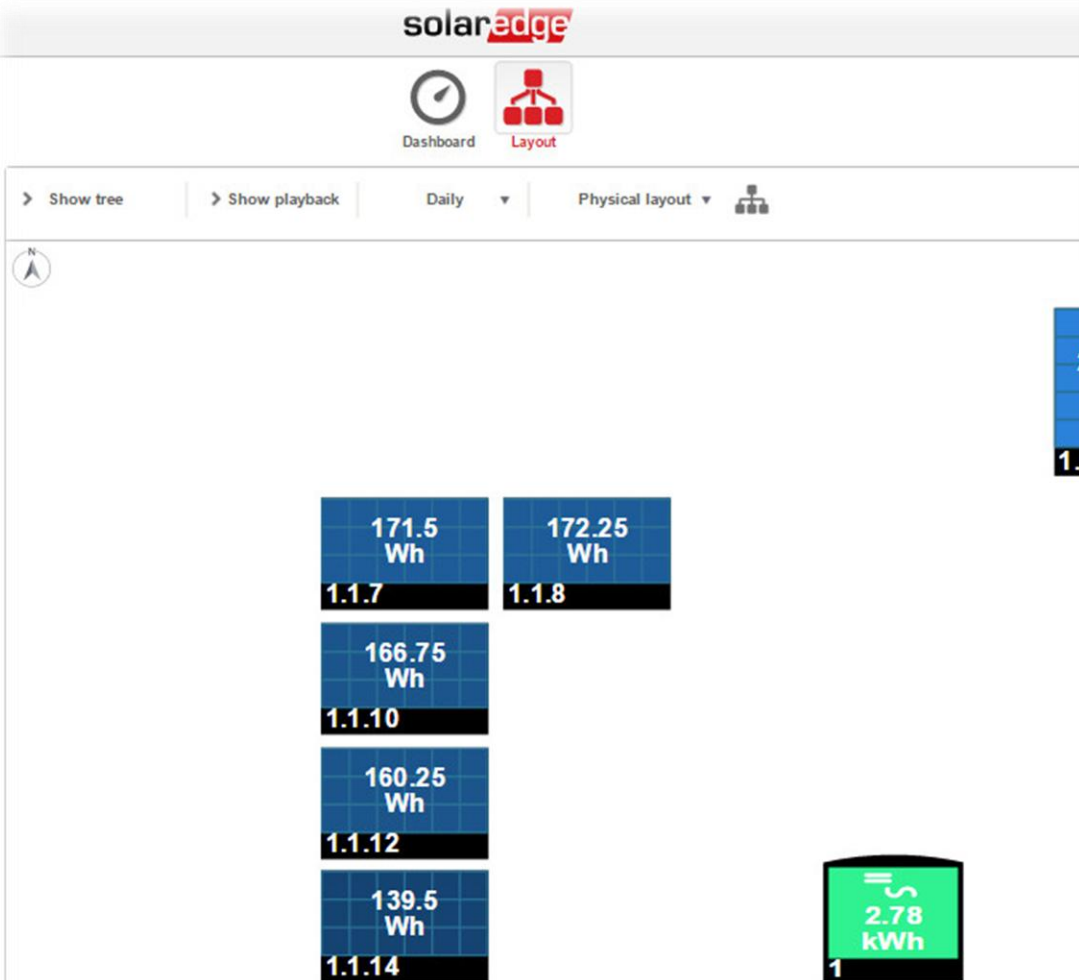 solaredge
Dashboard
Layout
Show tree
Show playback
Daily
Physical layout
N
1.
171.5
Wh
1.1.7
172.25
Wh
1.1.8
166.75
Wh
1.1.10
160.25
Wh
1.1.12
139.5
Wh
1.1.14
2.78
kWh
1